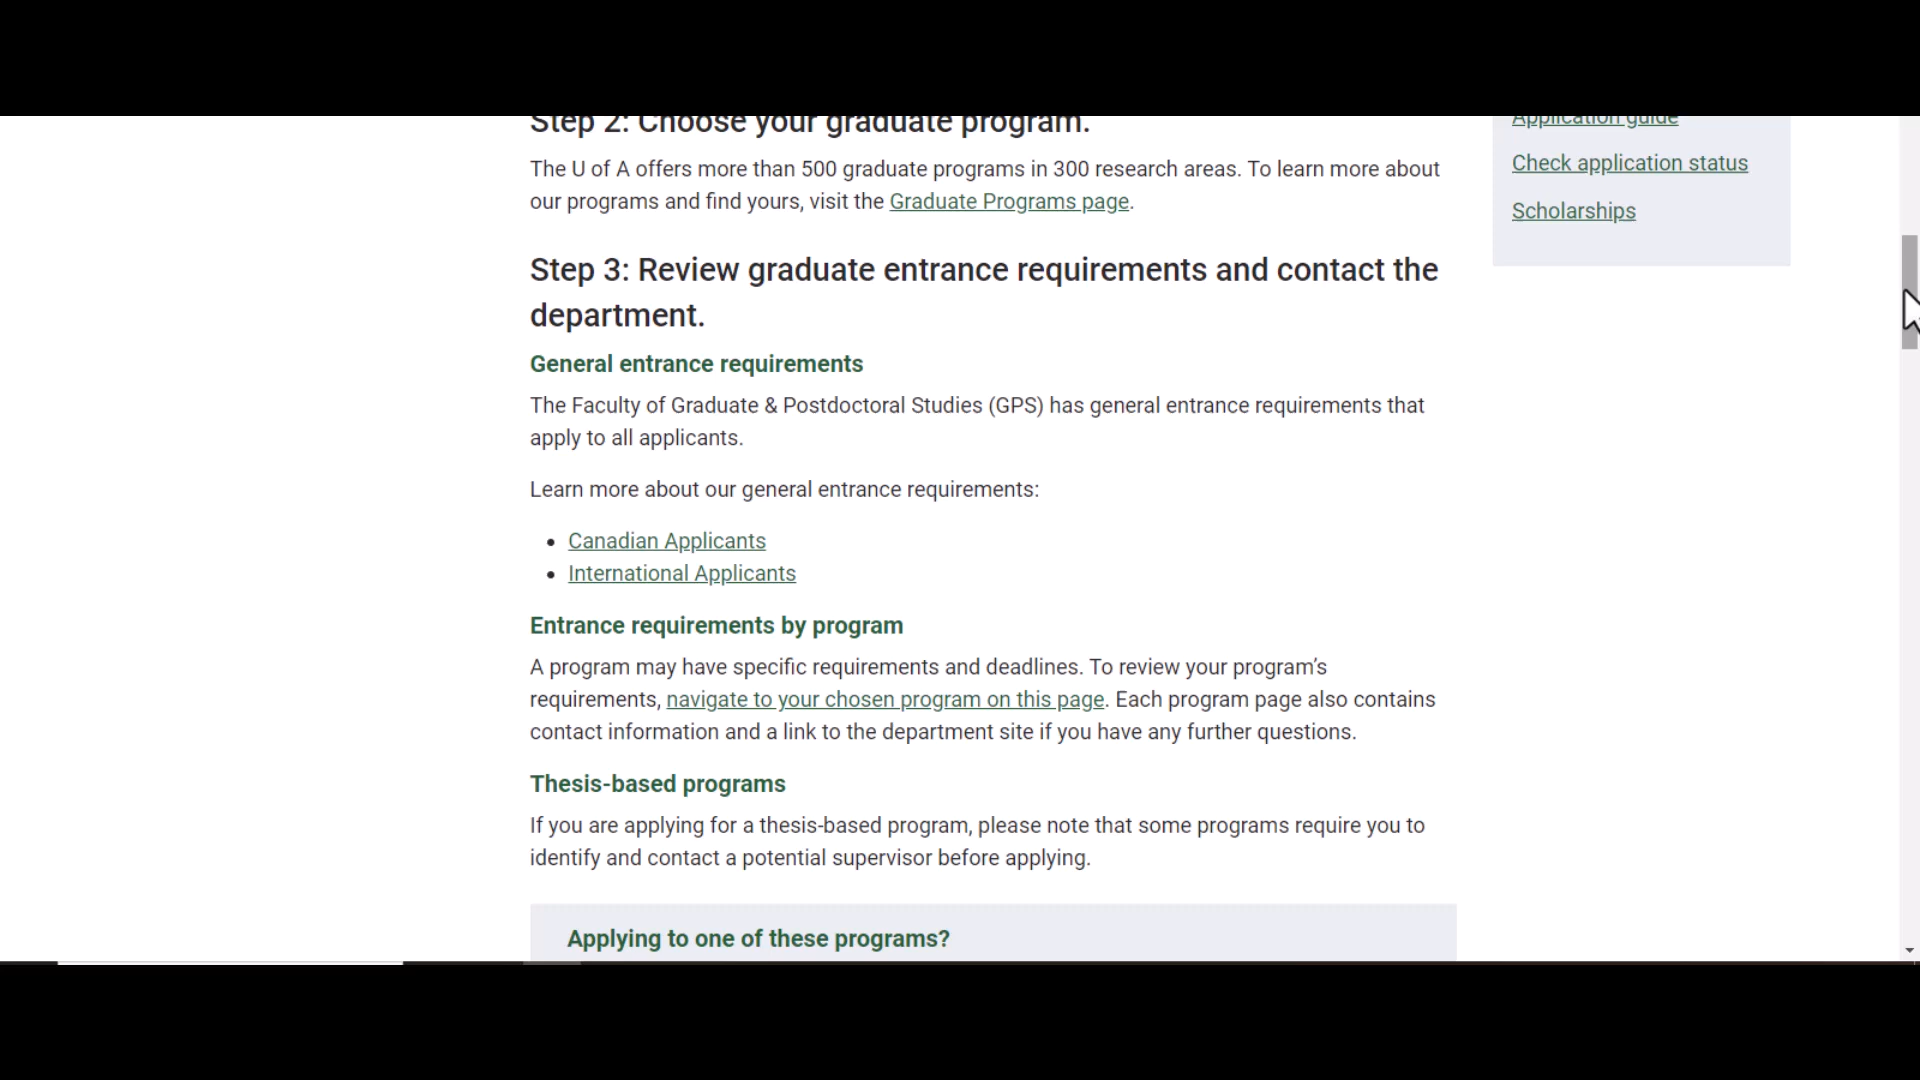 Step 2: Choose your graduate program.
The U of A offers more than 500 graduate programs in 300 research areas. To learn more about
our programs and find yours, visit the Graduate Programs page.
Step 3: Review graduate entrance requirements and contact the
department.
General entrance requirements
The Faculty of Graduate & Postdoctoral Studies (GPS) has general entrance requirements that
apply to all applicants.
Learn more about our general entrance requirements:
• Canadian Applicants
• International Applicants
Entrance requirements by program
A program may have specific requirements and deadlines. To review your program’s
requirements, navigate to your chosen program on this page. Each program page also contains
contact information and a link to the department site if you have any further questions.
Thesis-based programs
If you are applying for a thesis-based program, please note that some programs require you to
identify and contact a potential supervisor before applying.
Applying to one of these programs?
Application guide
Check application status
Scholarships